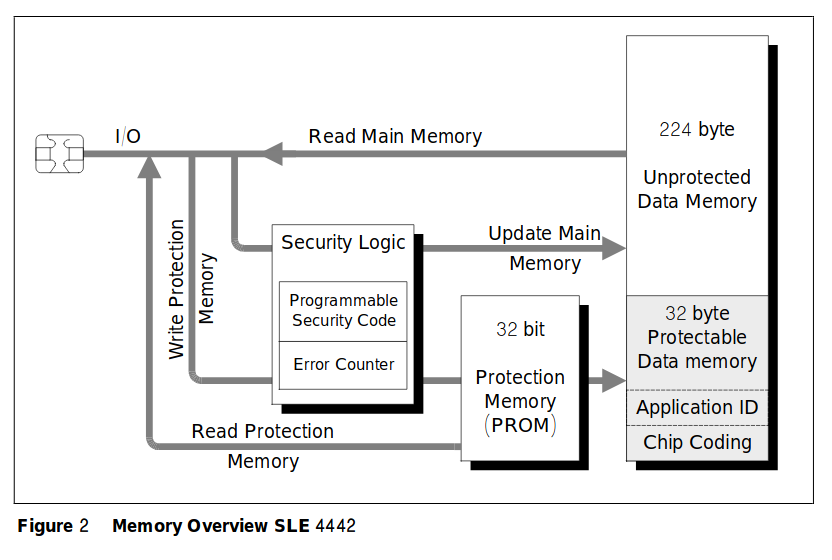 I/O
Read Main Memory
224 byte
Unprotected
Data Memory
Write Protection
Memory
Security Logic
Programmable
Security Code
Error Counter
Update Main
Memory
32 bit
Protection
Memory
(PROM)
32 byte
Protectable
Data memory
Application ID
Chip Coding
Read Protection
Memory
Figure 2 Memory Overview SLE 4442